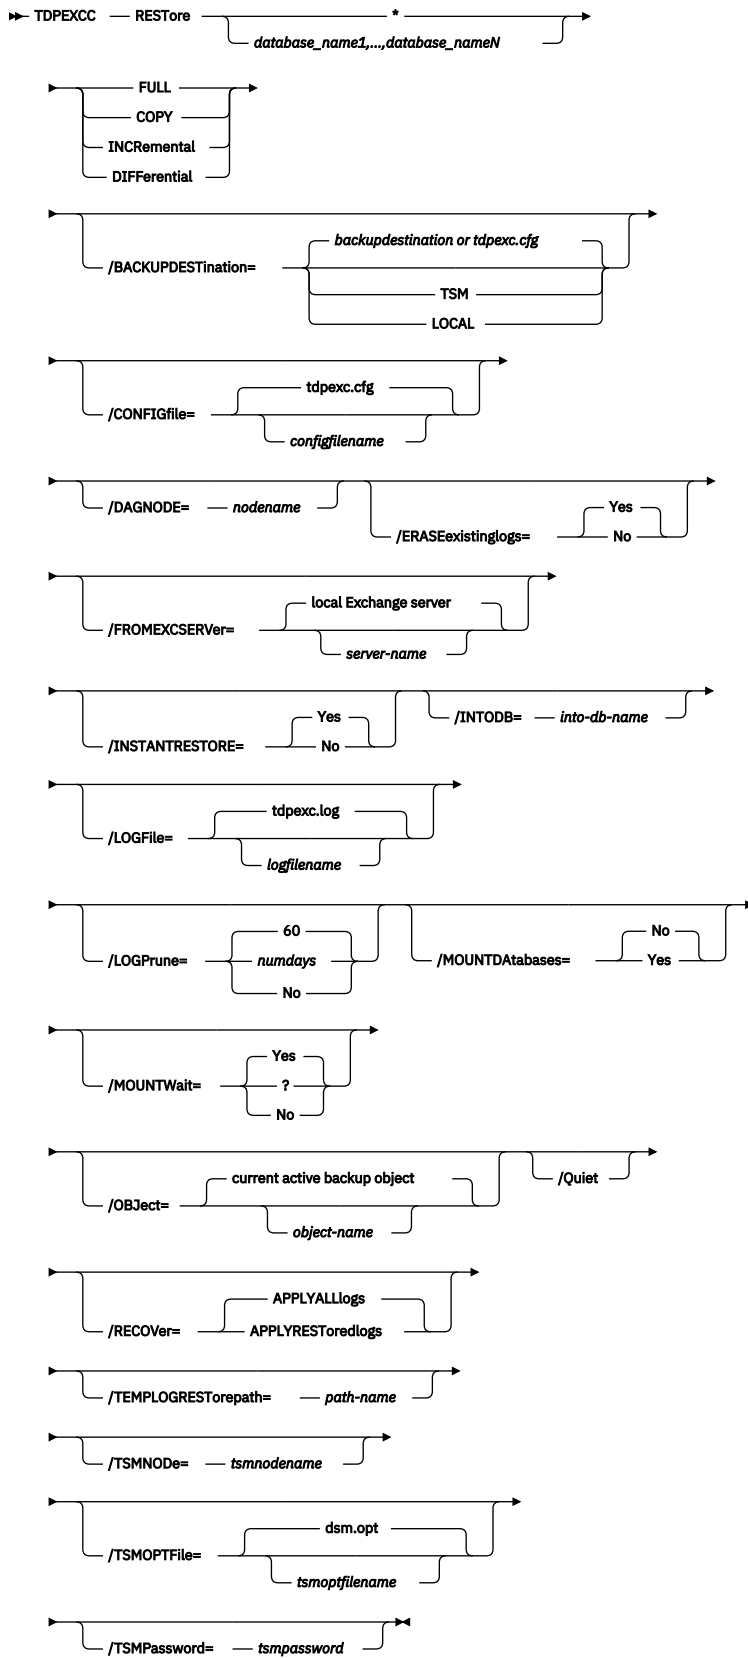 TDPEXCC RESTore *
database_name1,...,database_nameN
FULL
COPY
INCRemental
DIFFerential
backupdestination or tdpexc.cfg
/BACKUPDESTination=
TSM
LOCAL
tdpexc.cfg
/CONFIGfile=
configfilename
/DAGNODE= nodename
Yes
/ERASEexistinglogs= No
local Exchange server
/FROMEXCSERVer=
server-name
Yes
/INSTANTRESTORE= No
/INTODB= into-db-name
tdpexc.log
/LOGFile=
logfilename
60
/LOGPrune= numdays
No
No
/MOUNTDAtabases= Yes
Yes
/MOUNTWait= ?
No
current active backup object
/OBJect=
object-name
/Quiet
APPLYALLlogs
/RECOVer= APPLYRESToredlogs
/TEMPLOGRESTorepath= path-name
/TSMNODe= tsmnodename
dsm.opt
/TSMOPTFile=
tsmoptfilename
/TSMPassword= tsmpassword